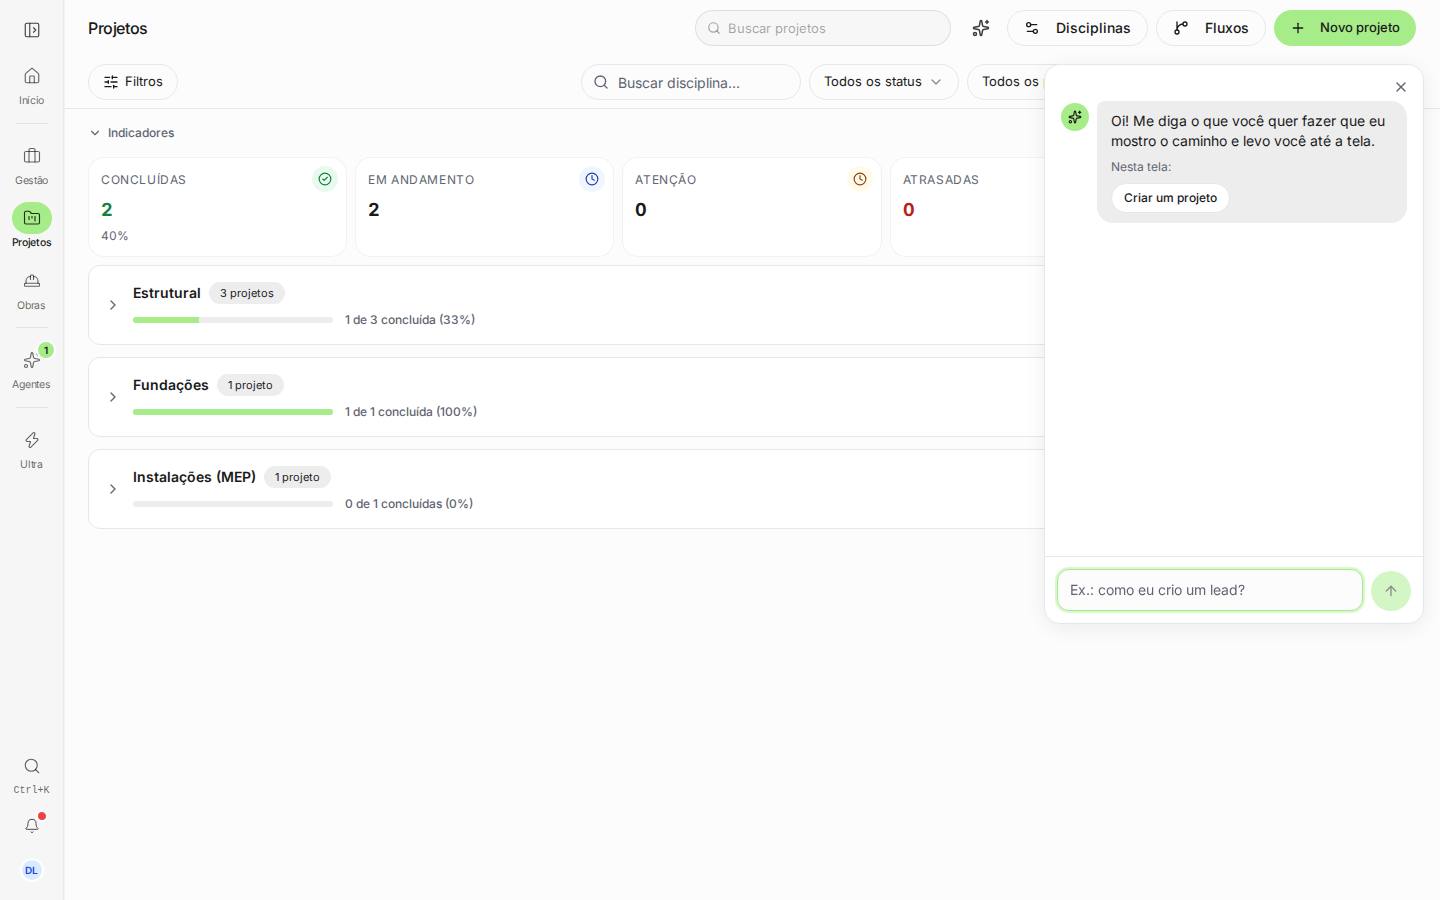 Projetos
Buscar projetos
Disciplinas
Fluxos
Novo projeto
Início
Gestão
Projetos
Obras
1
Agentes
Ultra
Ctrl+K
DL
Filtros
Buscar disciplina...
Todos os status
Todos os
Indicadores
CONCLUÍDAS
2
40%
EM ANDAMENTO
2
ATENÇÃO
0
ATRASADAS
0
Estrutural
3 projetos
1 de 3 concluída (33%)
Fundações
1 projeto
1 de 1 concluída (100%)
Instalações (MEP)
1 projeto
0 de 1 concluídas (0%)
Oi! Me diga o que você quer fazer que eu
mostro o caminho e levo você até a tela.
Nesta tela:
Criar um projeto
Ex.: como eu crio um lead?